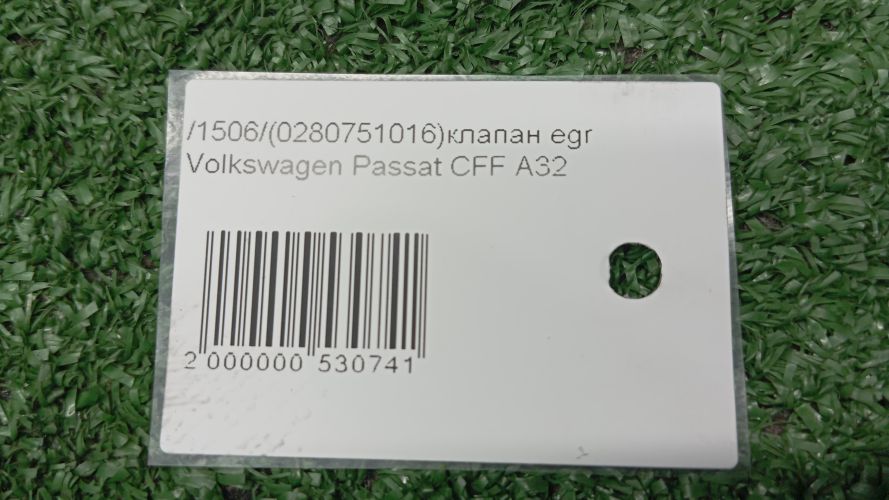 /1506/(0280751016)клапан egr
Volkswagen Passat CFF A32
2 000000 530741